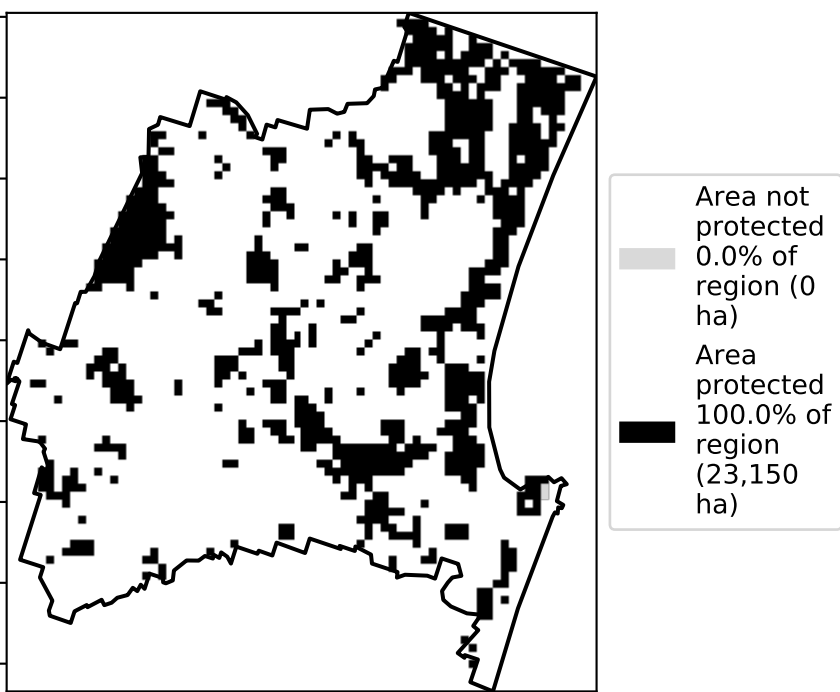 Area not
protected
0.0% of
region (0
ha)
Area
protected
100.0% of
region
(23,150
ha)